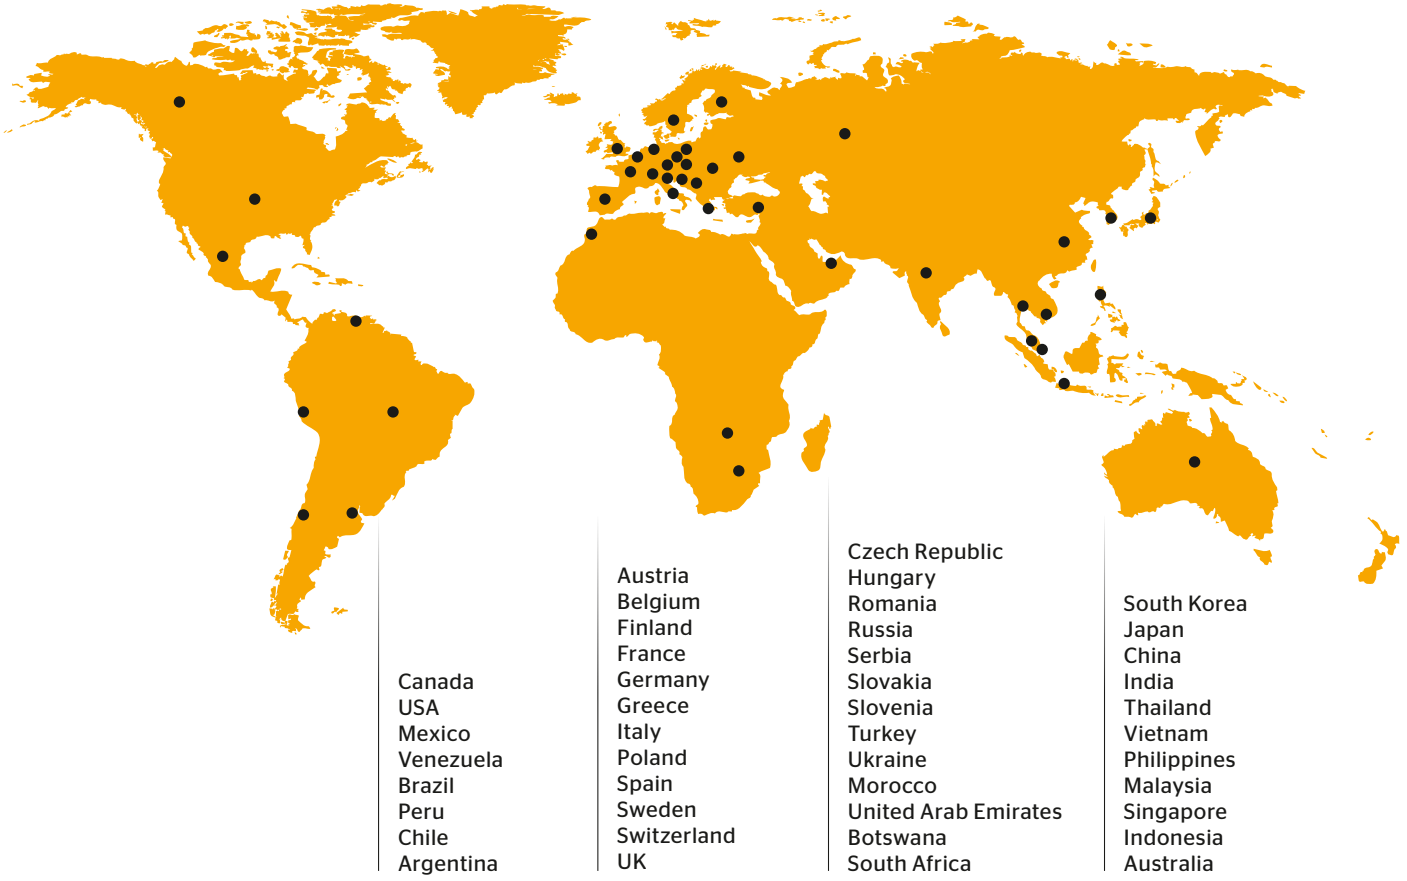 Canada
USA
Mexico
Venezuela
Brazil
Peru
Chile
Argentina
Austria
Belgium
Finland
France
Germany
Greece
Italy
Poland
Spain
Sweden
Switzerland
UK
Czech Republic
Hungary
Romania
Russia
Serbia
Slovakia
Slovenia
Turkey
Ukraine
Morocco
United Arab Emirates
Botswana
South Africa
South Korea
Japan
China
India
Thailand
Vietnam
Philippines
Malaysia
Singapore
Indonesia
Australia